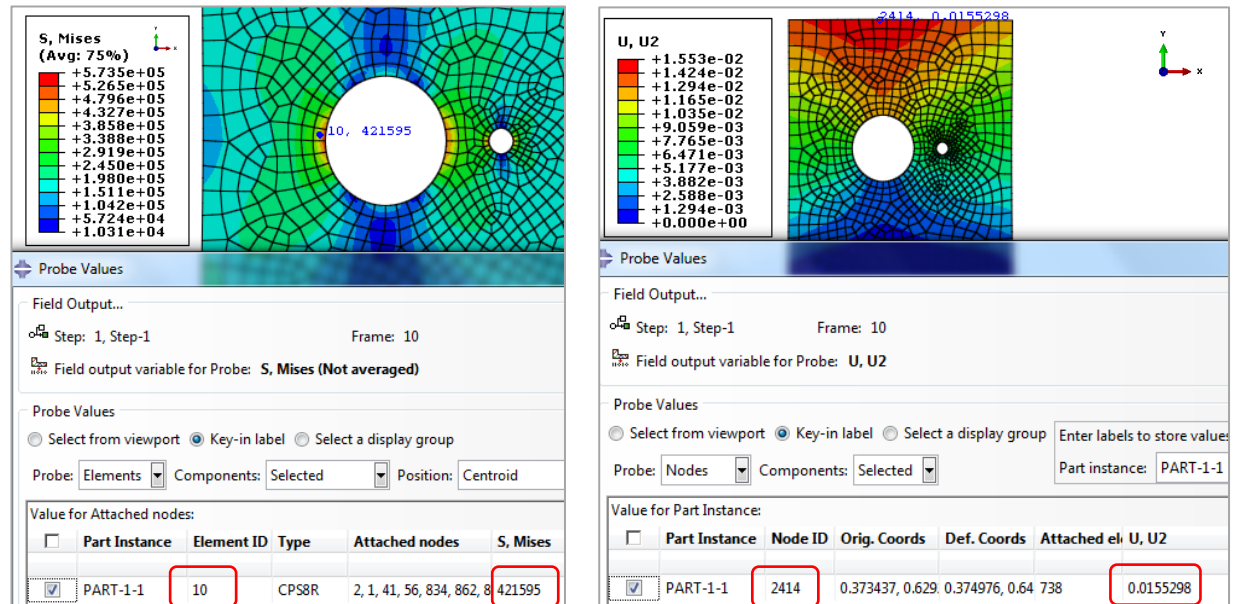 S, Mises
(Avg: 75%)
+5.735e+05
+5.265e+05
+4.796e+05
+4.327e+05
+3.858e+05
+3.388e+05
+2.919e+05
+2.450e+05
+1.980e+05
+1.511e+05
+1.042e+05
+5.724e+04
+1.031e+04
Y
X
10, 421595
Probe Values
Field Output...
Step: 1, Step-1 Frame: 10
Field output variable for Probe: S, Mises (Not averaged)
Probe Values
Select from viewport Key-in label Select a display group
Probe: Elements Components: Selected Position: Centroid
Value for Attached nodes:
Part Instance Element ID Type Attached nodes S, Mises
PART-1-1 10 CPS8R 2, 1, 41, 56, 834, 862, 8 421595
U, U2
+1.553e-02
+1.424e-02
+1.294e-02
+1.165e-02
+1.035e-02
+9.059e-03
+7.765e-03
+6.471e-03
+5.177e-03
+3.882e-03
+2.588e-03
+1.294e-03
+0.000e+00
2414, 0.0155298
Y
X
Probe Values
Field Output...
Step: 1, Step-1 Frame: 10
Field output variable for Probe: U, U2
Probe Values
Select from viewport Key-in label Select a display group Enter labels to store values
Probe: Nodes Components: Selected Part instance: PART-1-1
Value for Part Instance:
Part Instance Node ID Orig. Coords Def. Coords Attached ele U, U2
PART-1-1 2414 0.373437, 0.629. 0.374976, 0.64 738 0.0155298